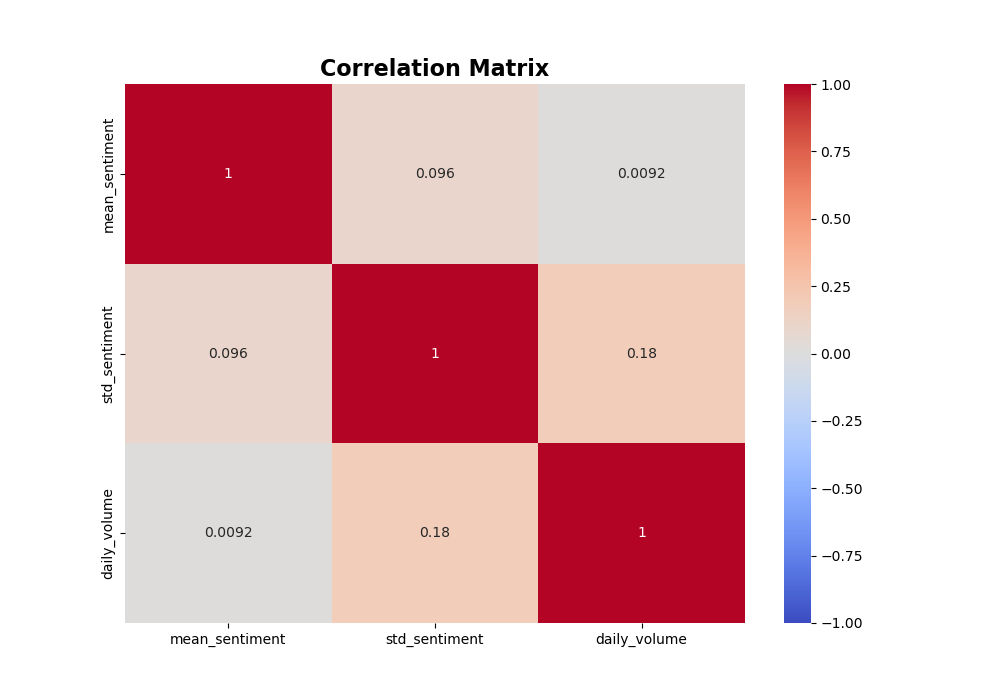 Correlation Matrix
mean_sentiment
1
0.096
0.0092
std_sentiment
0.096
1
0.18
daily_volume
0.0092
0.18
1
mean_sentiment
std_sentiment
daily_volume
1.00
0.75
0.50
0.25
0.00
−0.25
−0.50
−0.75
−1.00